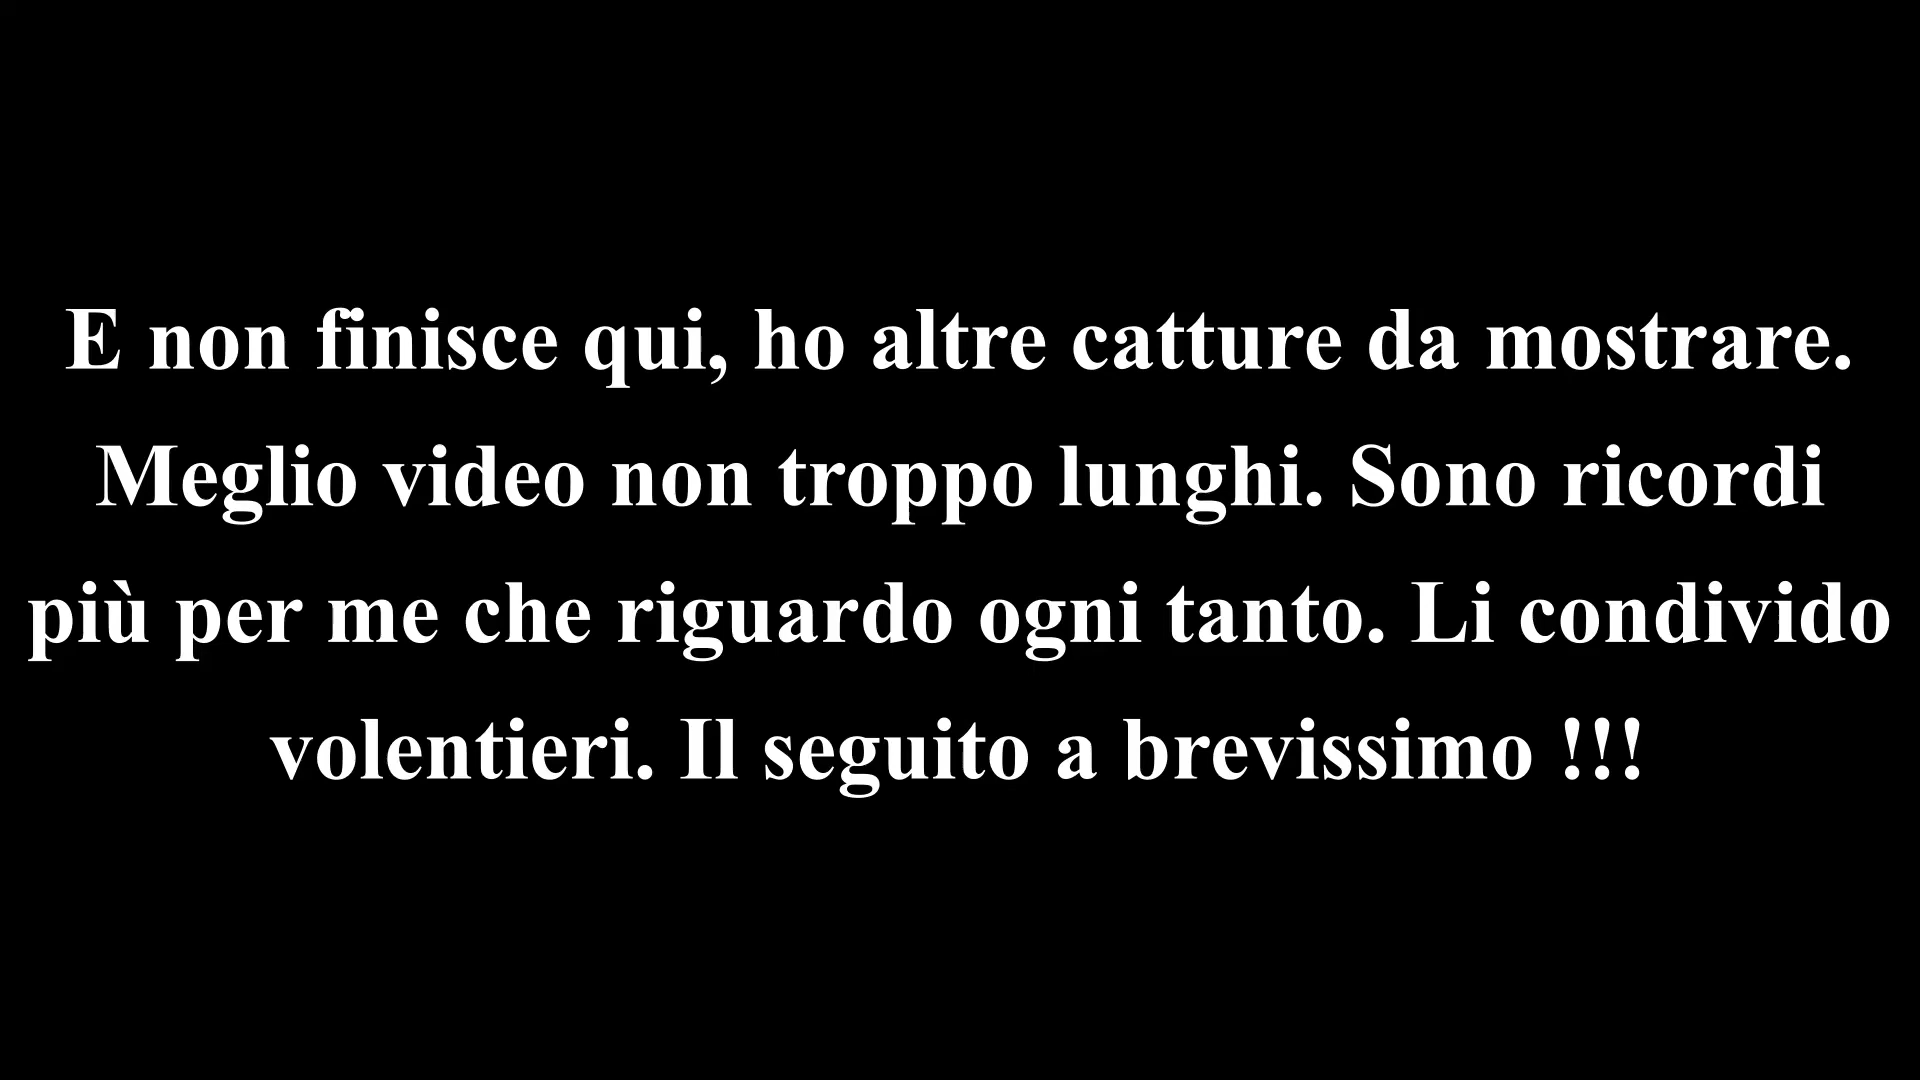 E non finisce qui, ho altre catture da mostrare.
Meglio video non troppo lunghi. Sono ricordi
più per me che riguardo ogni tanto. Li condivido
volentieri. Il seguito a brevissimo !!!